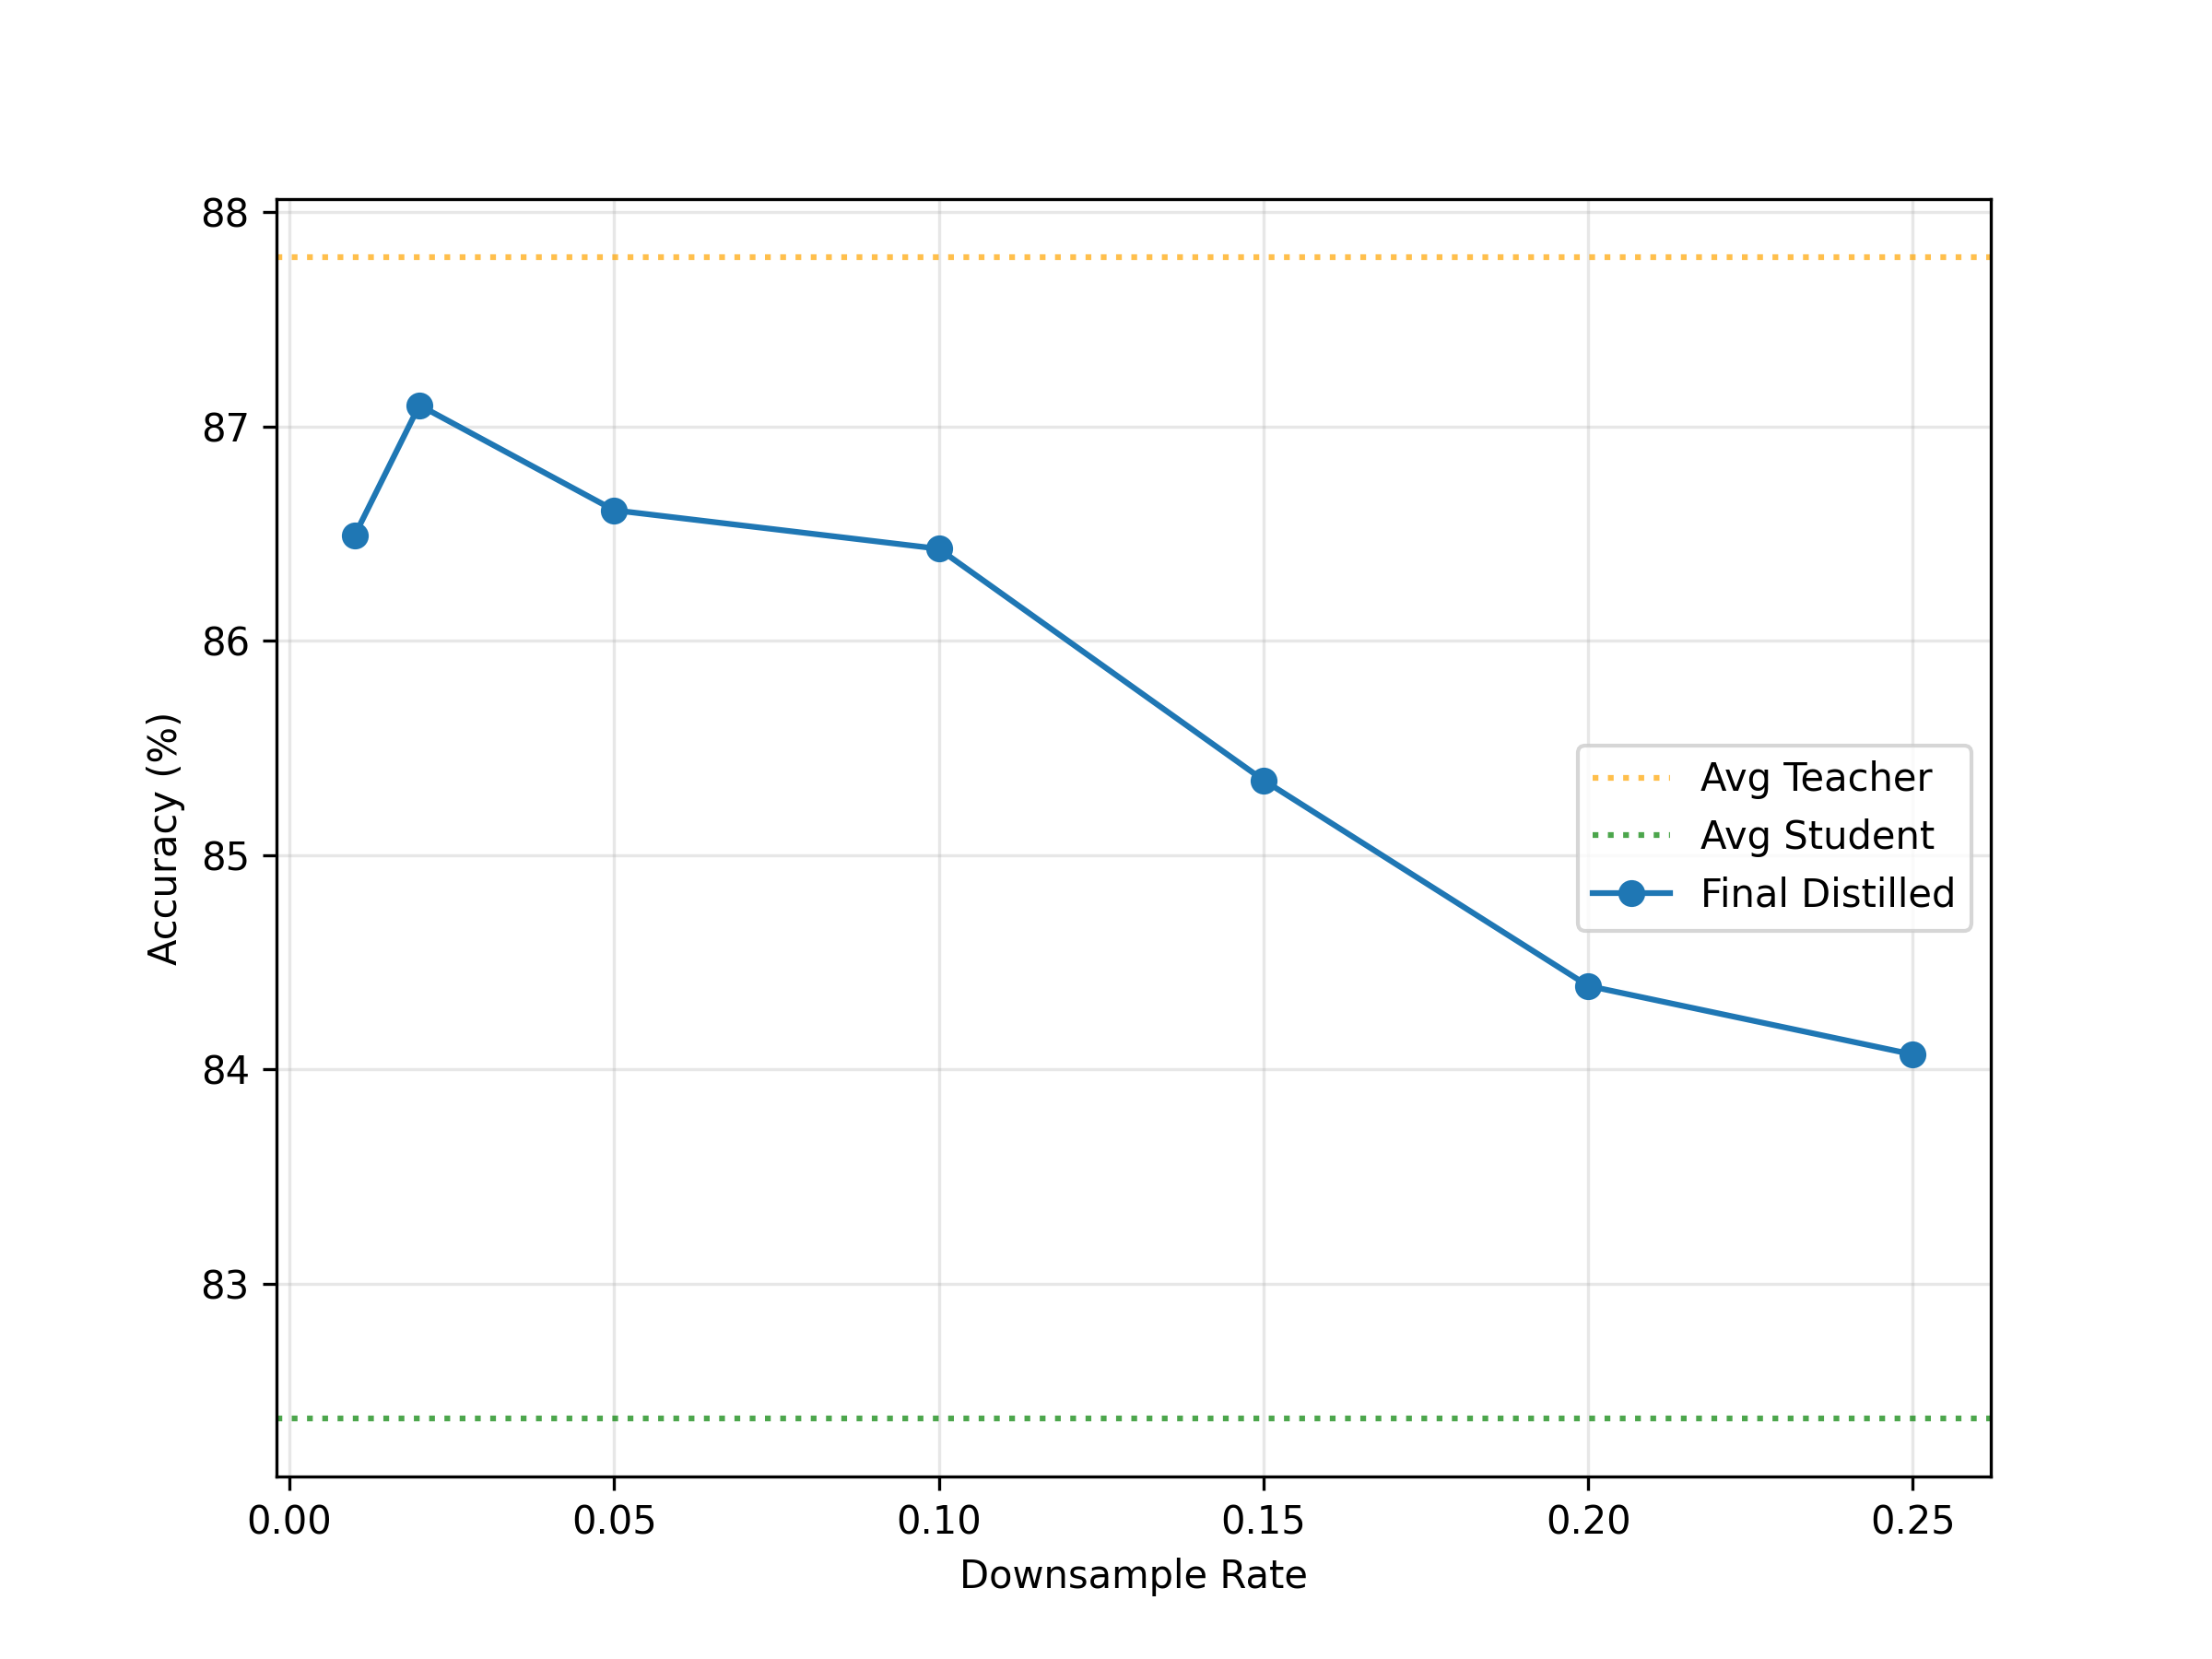 88
87
86
85
84
83
Accuracy (%)
Avg Teacher
Avg Student
Final Distilled
0.00 0.05 0.10 0.15 0.20 0.25
Downsample Rate